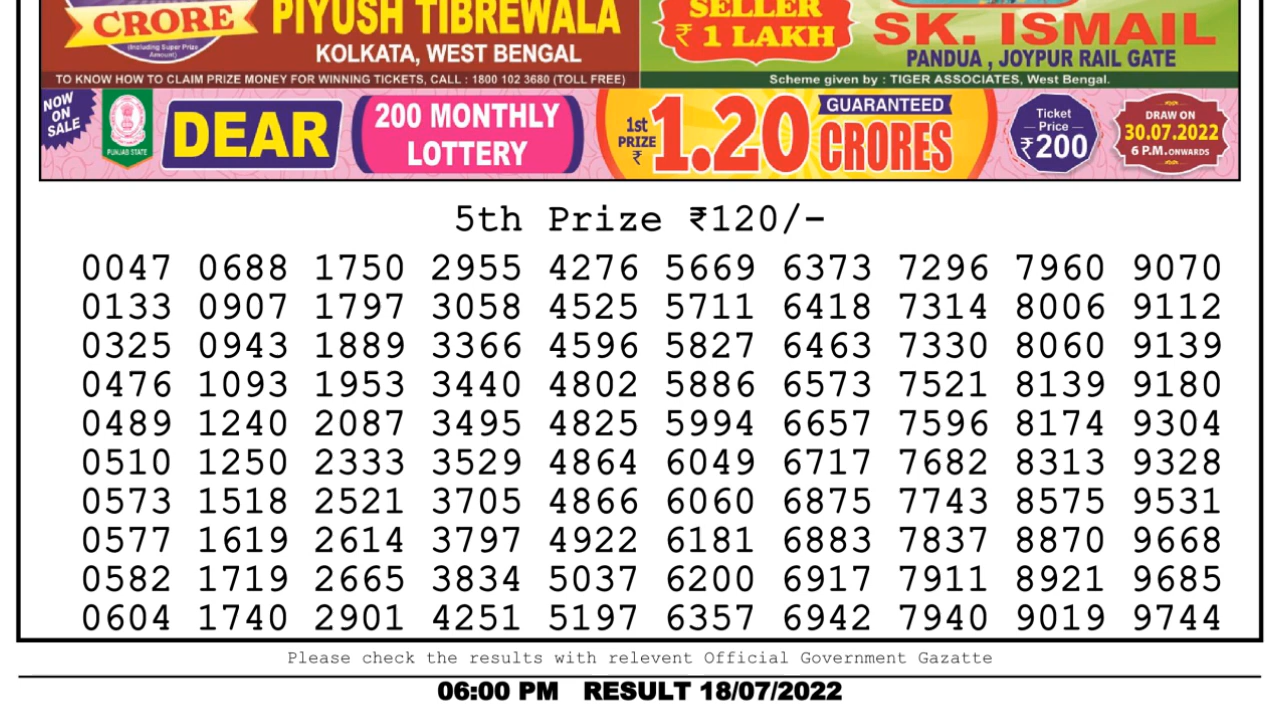 CRORE
(Including Super Prize Amount)
PIYUSH TIBREWALA
KOLKATA, WEST BENGAL
TO KNOW HOW TO CLAIM PRIZE MONEY FOR WINNING TICKETS, CALL : 1800 102 3680 (TOLL FREE)
SELLER
₹ 1 LAKH
SK. ISMAIL
PANDUA , JOYPUR RAIL GATE
Scheme given by : TIGER ASSOCIATES, West Bengal.
NOW
ON
SALE
PUNJAB STATE
DEAR
200 MONTHLY
LOTTERY
1st
PRIZE
₹
1.20
GUARANTEED
CRORES
Ticket
Price
₹200
DRAW ON
30.07.2022
6 P.M. ONWARDS
5th Prize ₹120/-
0047 0688 1750 2955 4276 5669 6373 7296 7960 9070
0133 0907 1797 3058 4525 5711 6418 7314 8006 9112
0325 0943 1889 3366 4596 5827 6463 7330 8060 9139
0476 1093 1953 3440 4802 5886 6573 7521 8139 9180
0489 1240 2087 3495 4825 5994 6657 7596 8174 9304
0510 1250 2333 3529 4864 6049 6717 7682 8313 9328
0573 1518 2521 3705 4866 6060 6875 7743 8575 9531
0577 1619 2614 3797 4922 6181 6883 7837 8870 9668
0582 1719 2665 3834 5037 6200 6917 7911 8921 9685
0604 1740 2901 4251 5197 6357 6942 7940 9019 9744
Please check the results with relevent Official Government Gazatte
06:00 PM RESULT 18/07/2022